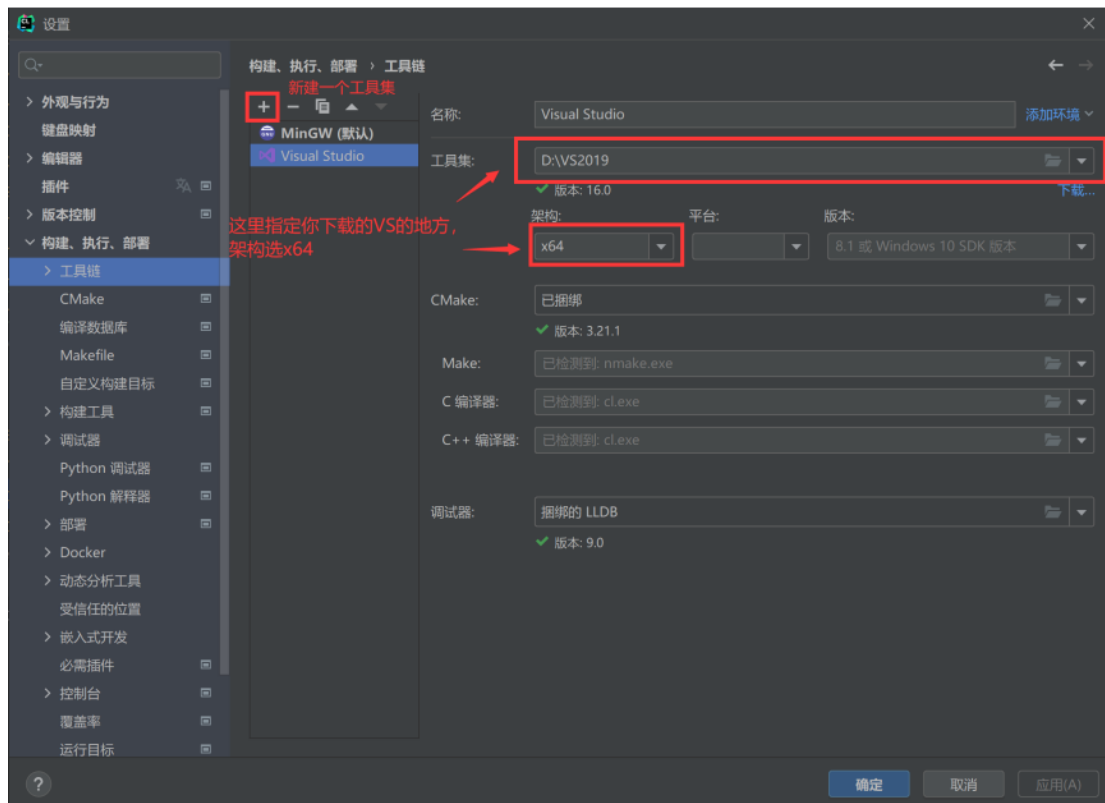 设置
构建、执行、部署 › 工具链
新建一个工具集
外观与行为
键盘映射
编辑器
插件
版本控制
构建、执行、部署
工具链
CMake
编译数据库
Makefile
自定义构建目标
构建工具
调试器
Python 调试器
Python 解释器
部署
Docker
动态分析工具
受信任的位置
嵌入式开发
必需插件
控制台
覆盖率
运行目标
MinGW (默认)
Visual Studio
这里指定你下载的VS的地方,
架构选x64
名称: Visual Studio 添加环境
工具集: D:\VS2019
版本: 16.0 下载...
架构: 平台: 版本:
x64 8.1 或 Windows 10 SDK 版本
CMake: 已捆绑
版本: 3.21.1
Make: 已检测到: nmake.exe
C 编译器: 已检测到: cl.exe
C++ 编译器: 已检测到: cl.exe
调试器: 捆绑的 LLDB
版本: 9.0
? 确定 取消 应用(A)